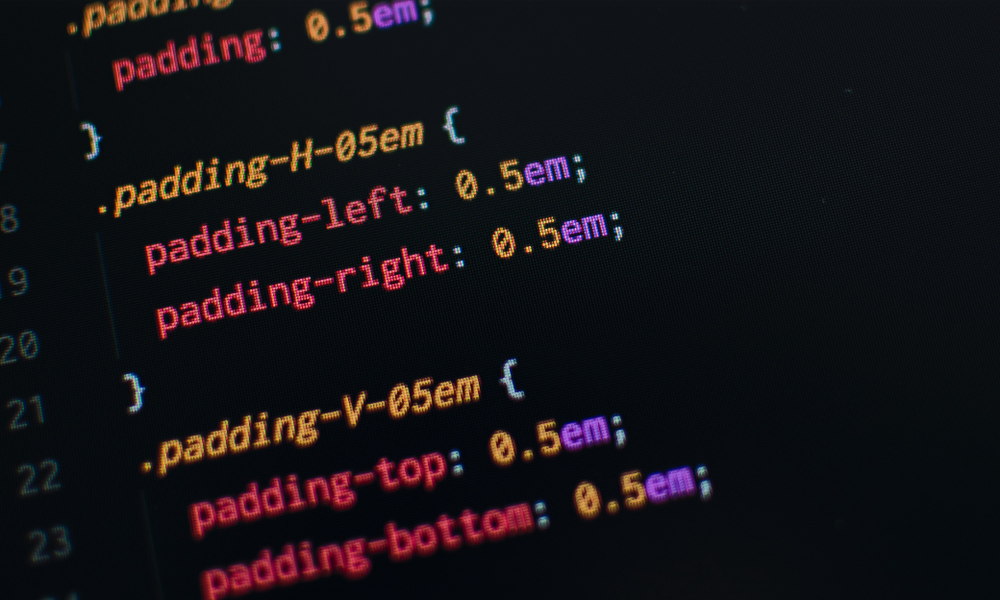 .padding
padding: 0.5em;
7 }
8 .padding-H-05em {
9 padding-left: 0.5em;
20 padding-right: 0.5em;
21 }
22 .padding-V-05em {
23 padding-top: 0.5em;
padding-bottom: 0.5em;